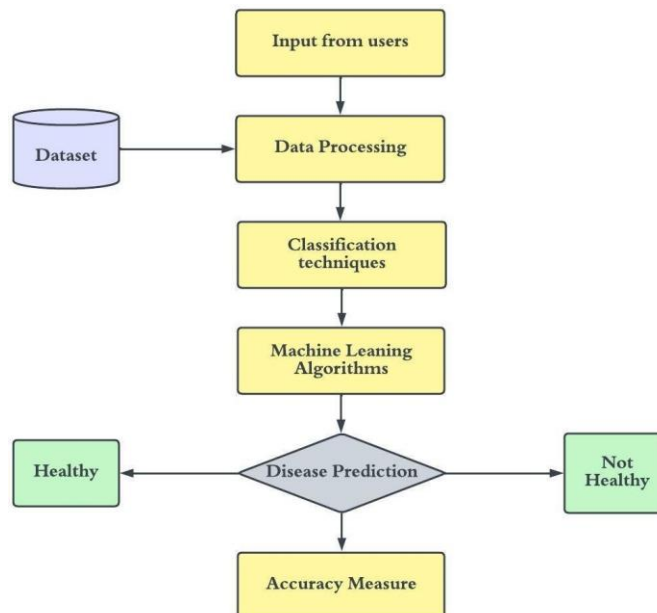 Input from users
Dataset
Data Processing
Classification
techniques
Machine Leaning
Algorithms
Healthy
Disease Prediction
Not
Healthy
Accuracy Measure